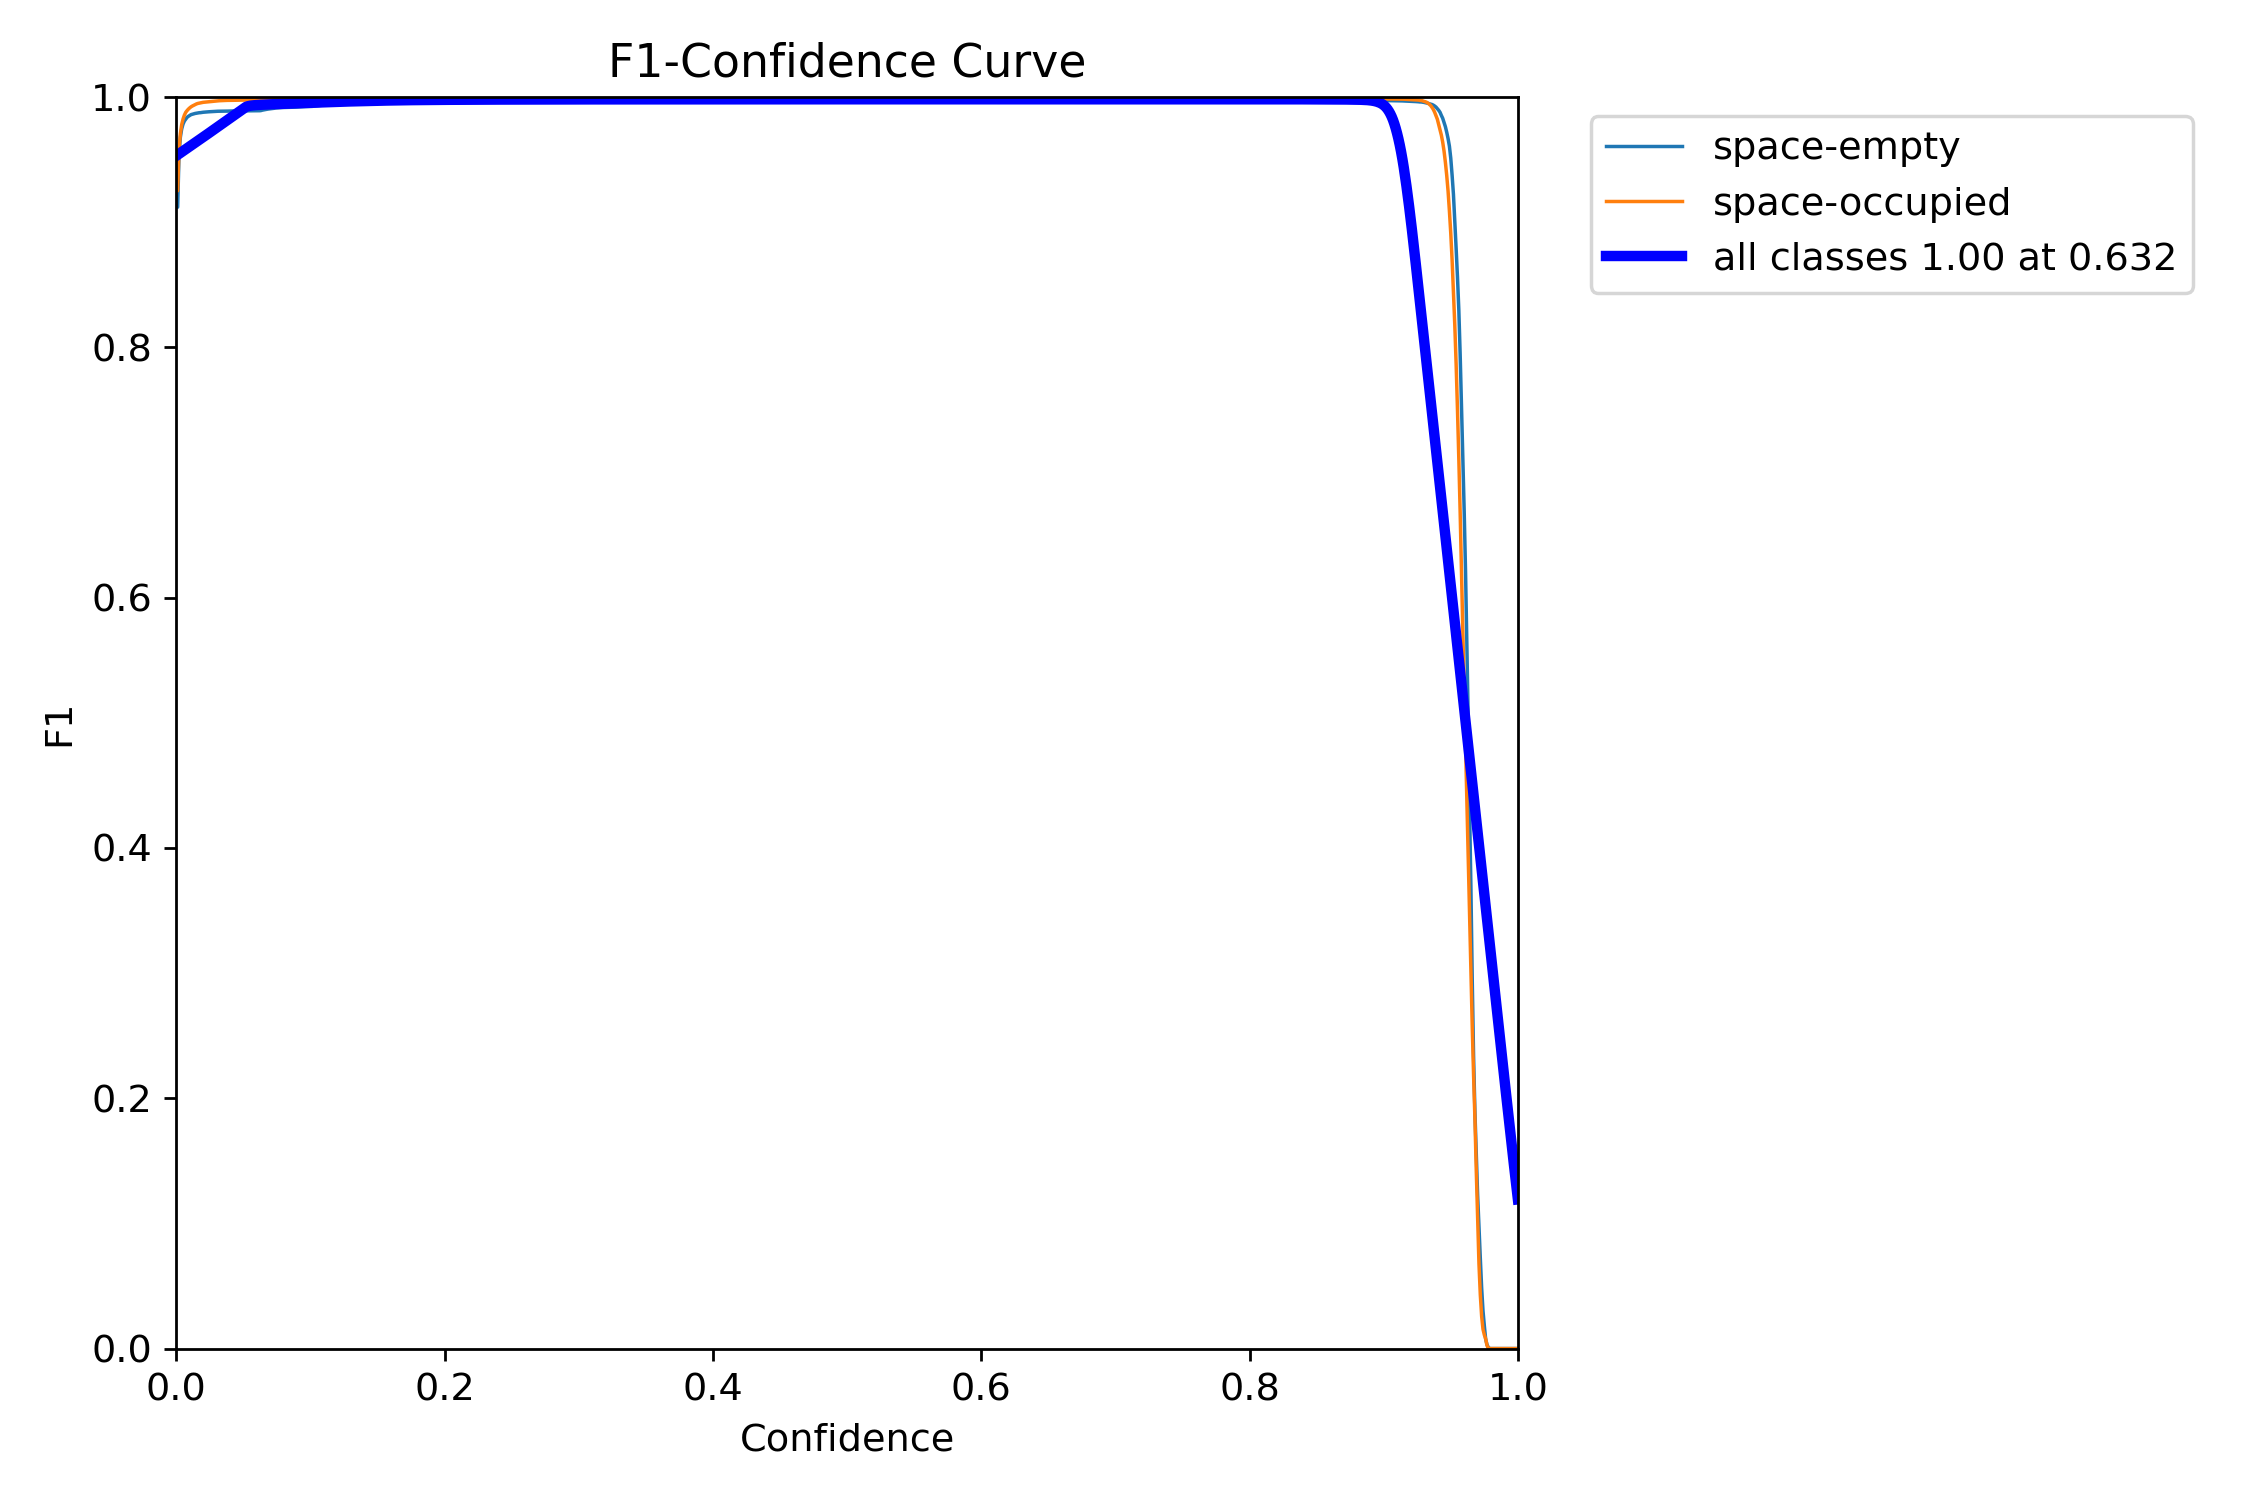 F1-Confidence Curve
space-empty
space-occupied
all classes 1.00 at 0.632
1.0
0.8
0.6
0.4
0.2
0.0
F1
0.0 0.2 0.4 0.6 0.8 1.0
Confidence